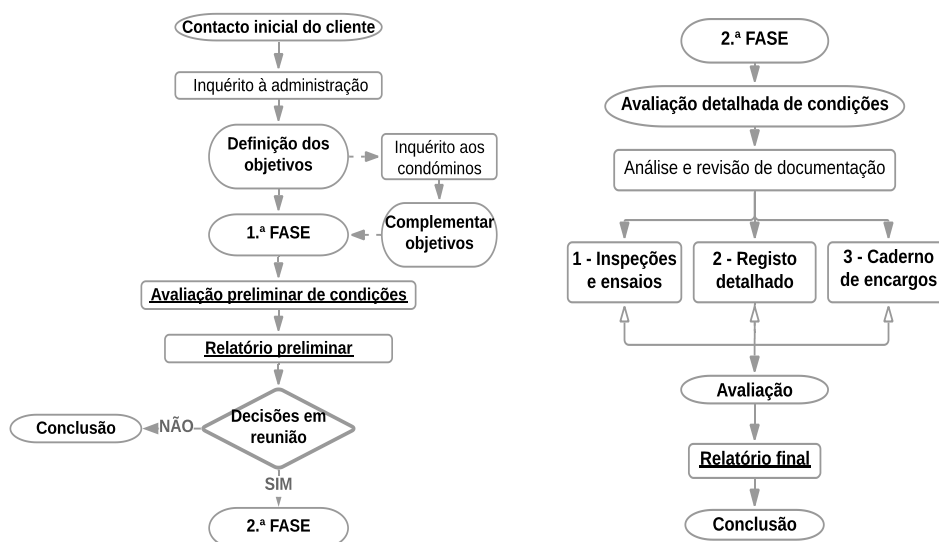 Contacto inicial do cliente
Inquérito à administração
Definição dos
objetivos
Inquérito aos
condóminos
Complementar
objetivos
1.ª FASE
Avaliação preliminar de condições
Relatório preliminar
Decisões em
reunião
NÃO
Conclusão
SIM
2.ª FASE
2.ª FASE
Avaliação detalhada de condições
Análise e revisão de documentação
1 - Inspeções
e ensaios
2 - Registo
detalhado
3 - Caderno
de encargos
Avaliação
Relatório final
Conclusão